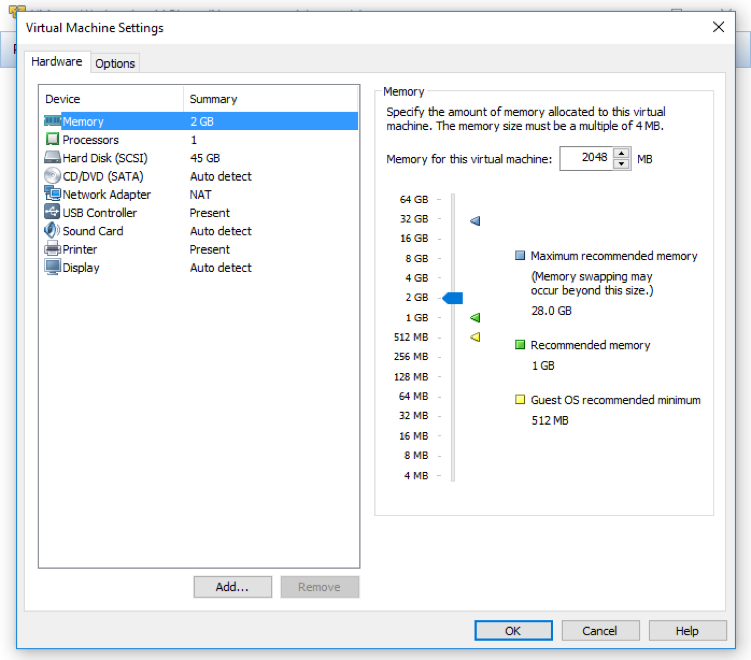 Virtual Machine Settings
Hardware
Options
Device Summary
Memory 2 GB
Processors 1
Hard Disk (SCSI) 45 GB
CD/DVD (SATA) Auto detect
Network Adapter NAT
USB Controller Present
Sound Card Auto detect
Printer Present
Display Auto detect
Add...
Remove
Memory
Specify the amount of memory allocated to this virtual
machine. The memory size must be a multiple of 4 MB.
Memory for this virtual machine: 2048 MB
64 GB
32 GB
16 GB
8 GB
4 GB
2 GB
1 GB
512 MB
256 MB
128 MB
64 MB
32 MB
16 MB
8 MB
4 MB
Maximum recommended memory
(Memory swapping may
occur beyond this size.)
28.0 GB
Recommended memory
1 GB
Guest OS recommended minimum
512 MB
OK
Cancel
Help